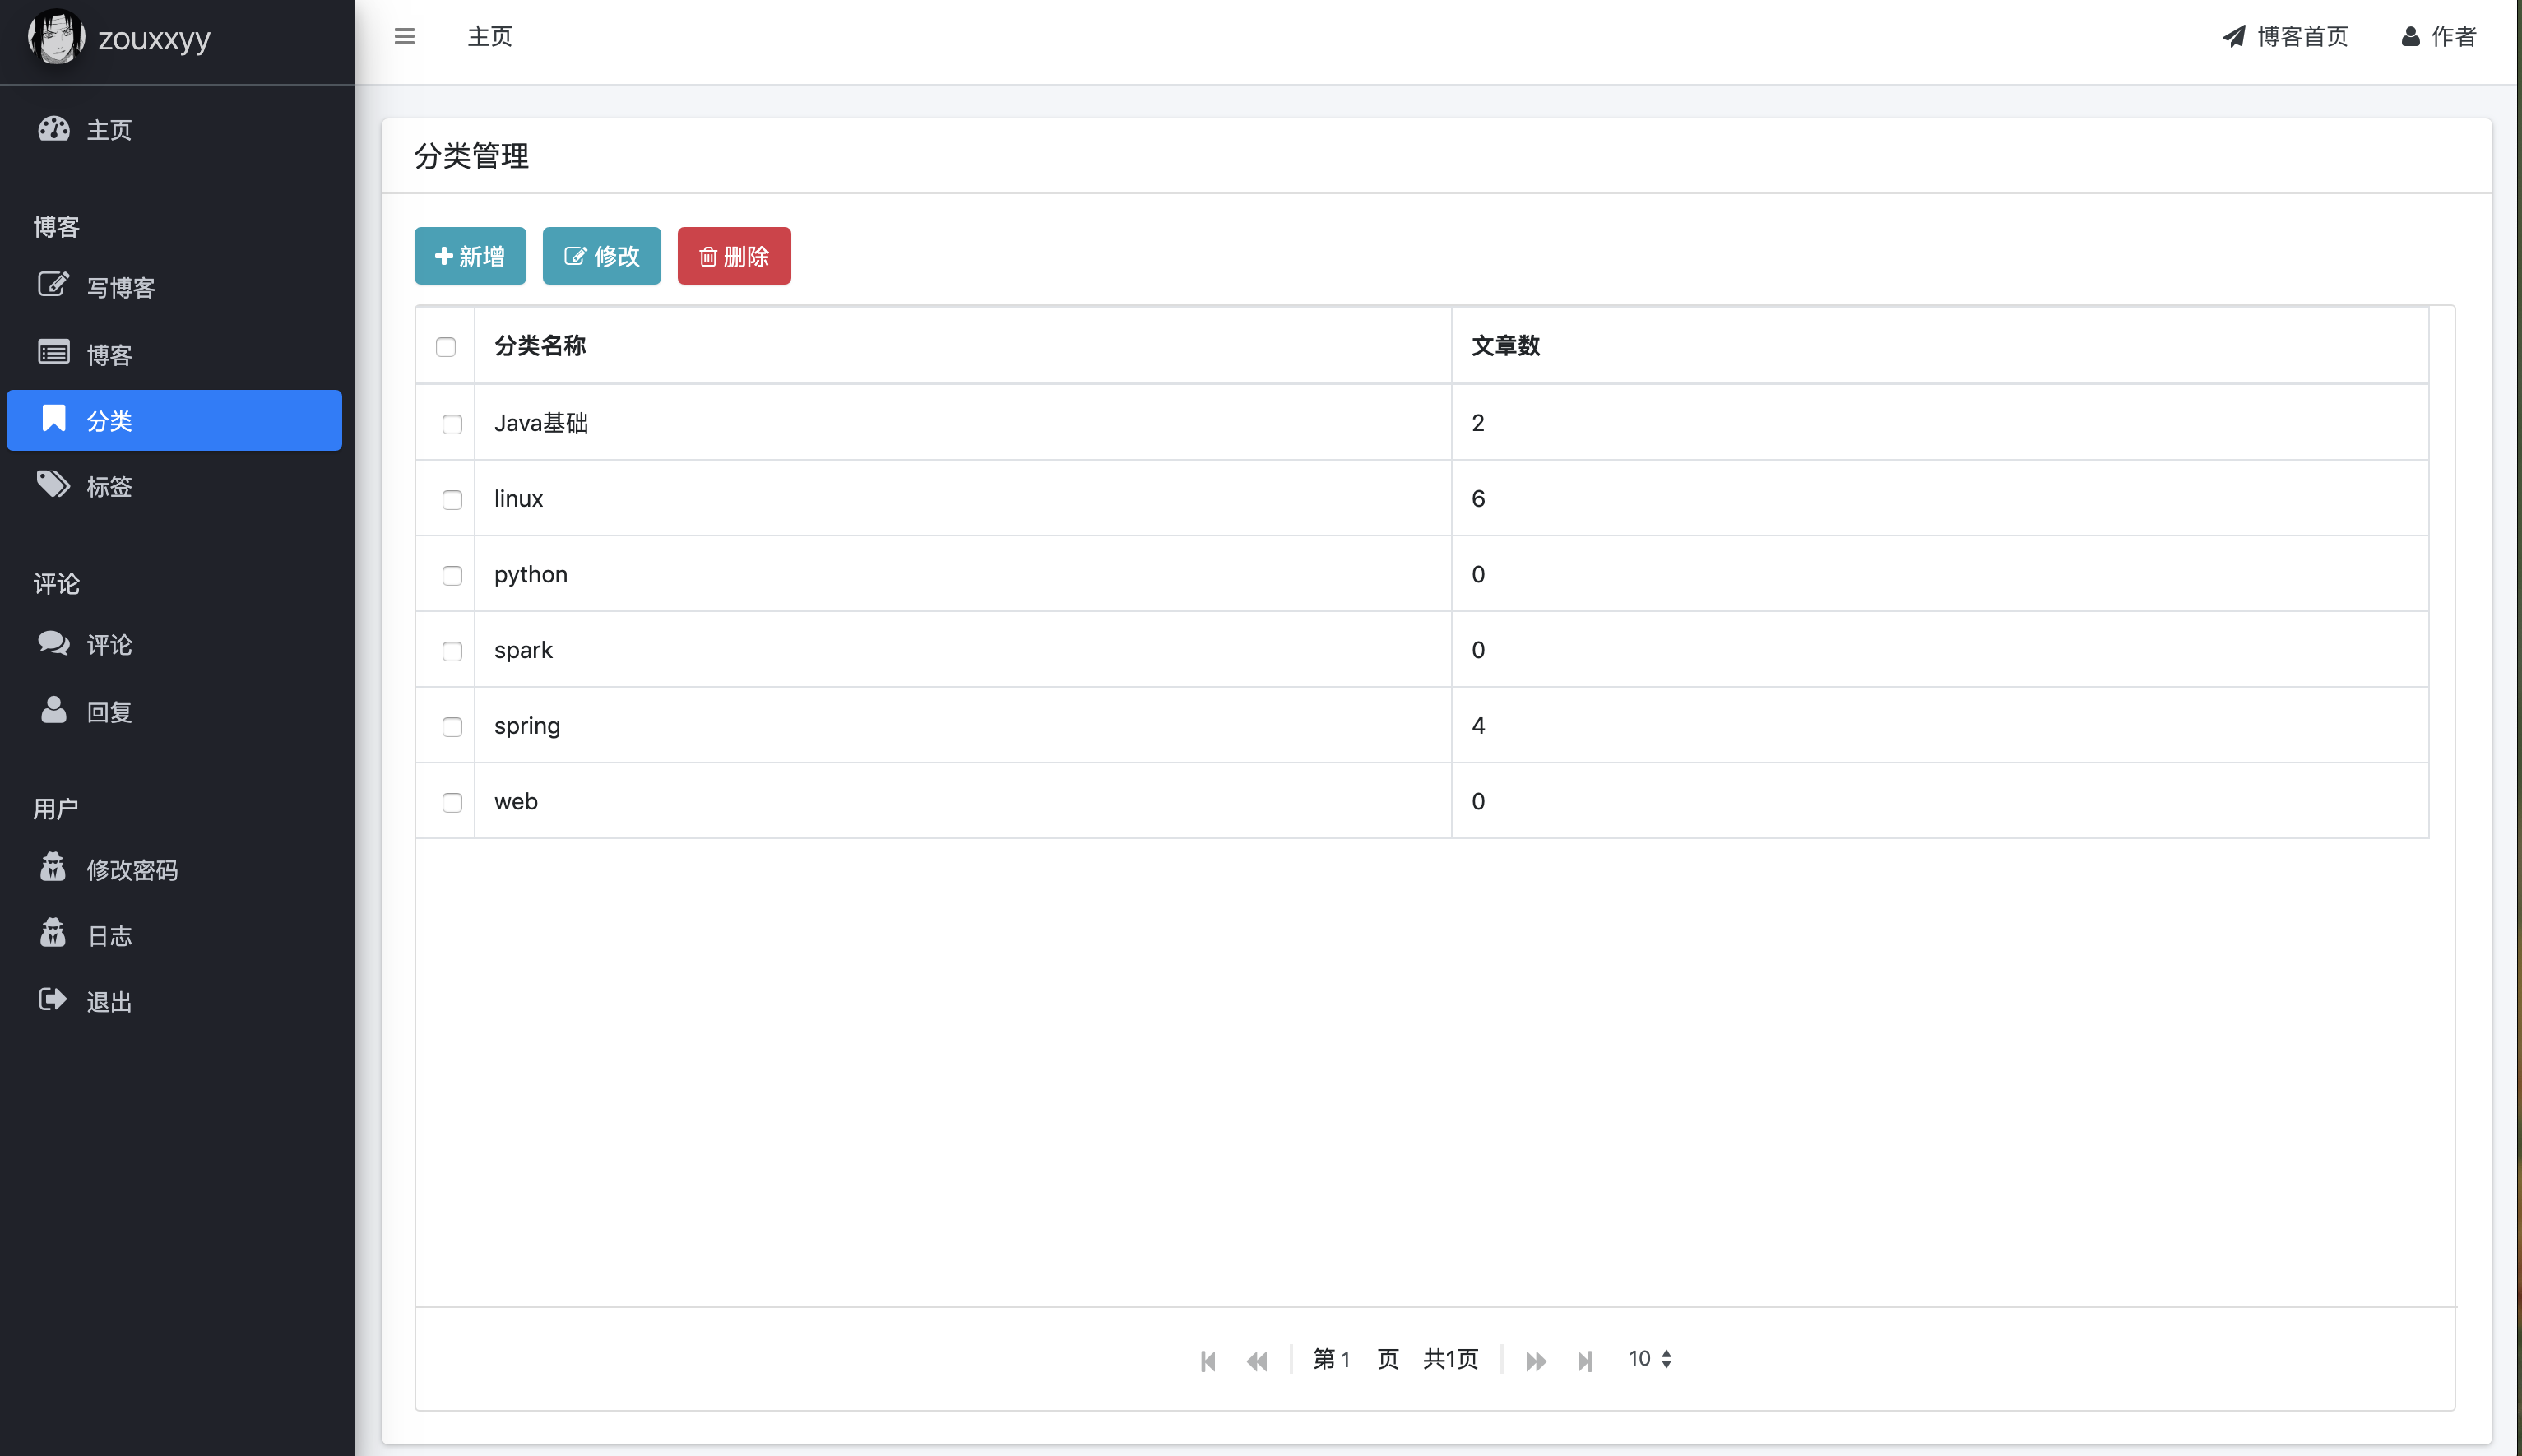 zouxxyy
主页
博客
写博客
博客
分类
标签
评论
评论
回复
用户
修改密码
日志
退出
主页
博客首页 作者
分类管理
新增 修改 删除
分类名称 文章数
Java基础 2
linux 6
python 0
spark 0
spring 4
web 0
第 1 页 共1页 10